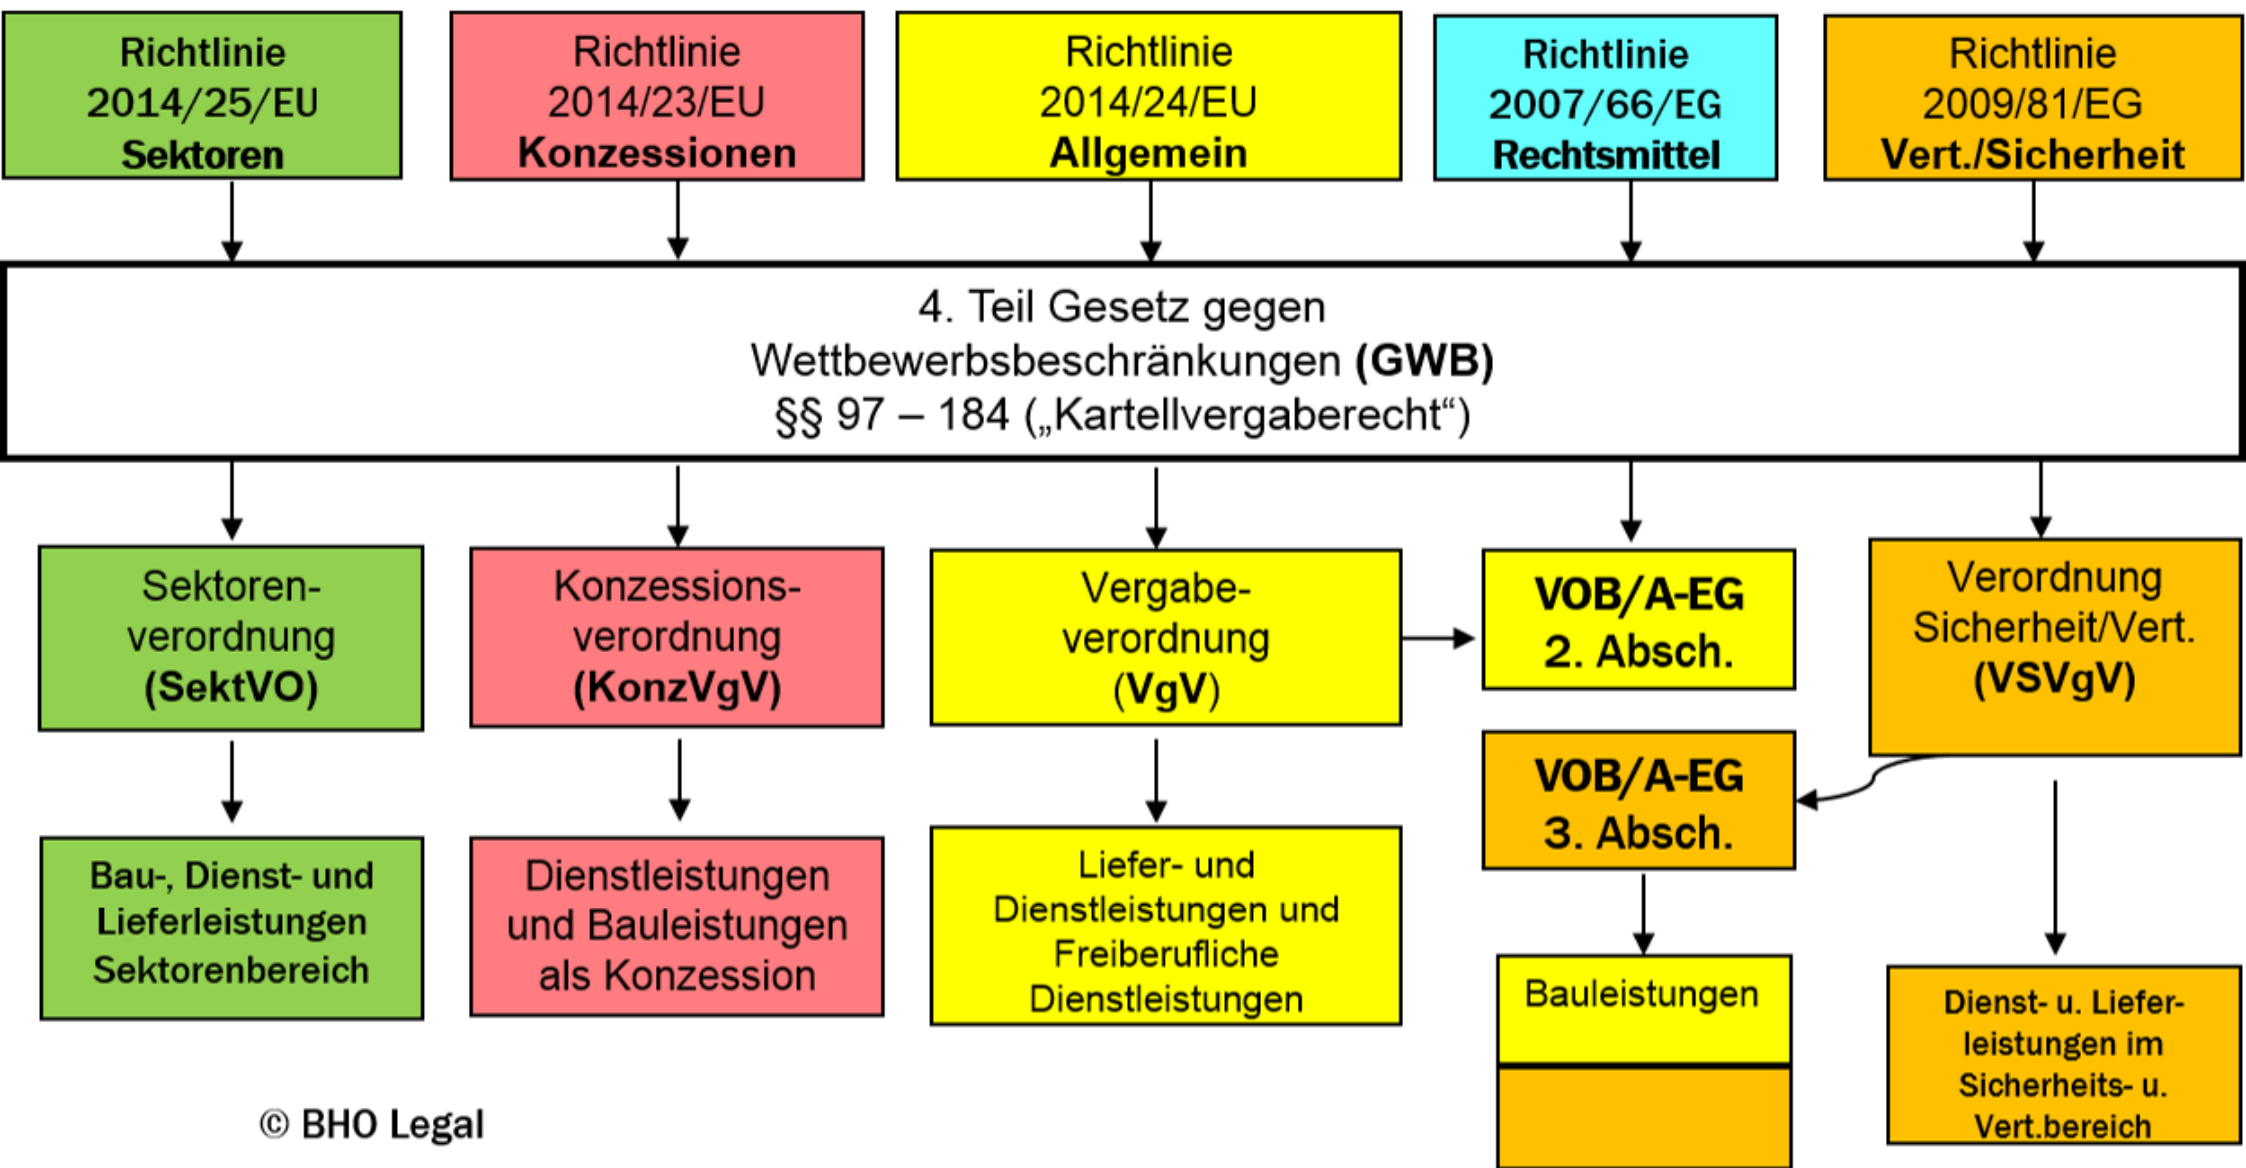 Richtlinie
2014/25/EU
Sektoren
Richtlinie
2014/23/EU
Konzessionen
Richtlinie
2014/24/EU
Allgemein
Richtlinie
2007/66/EG
Rechtsmittel
Richtlinie
2009/81/EG
Vert./Sicherheit
4. Teil Gesetz gegen
Wettbewerbsbeschränkungen (GWB)
§§ 97 – 184 („Kartellvergaberecht“)
Sektoren-
verordnung
(SektVO)
Konzessions-
verordnung
(KonzVgV)
Vergabe-
verordnung
(VgV)
VOB/A-EG
2. Absch.
Verordnung
Sicherheit/Vert.
(VSVgV)
VOB/A-EG
3. Absch.
Bau-, Dienst- und
Lieferleistungen
Sektorenbereich
Dienstleistungen
und Bauleistungen
als Konzession
Liefer- und
Dienstleistungen und
Freiberufliche
Dienstleistungen
Bauleistungen
Dienst- u. Liefer-
leistungen im
Sicherheits- u.
Vert.bereich
© BHO Legal